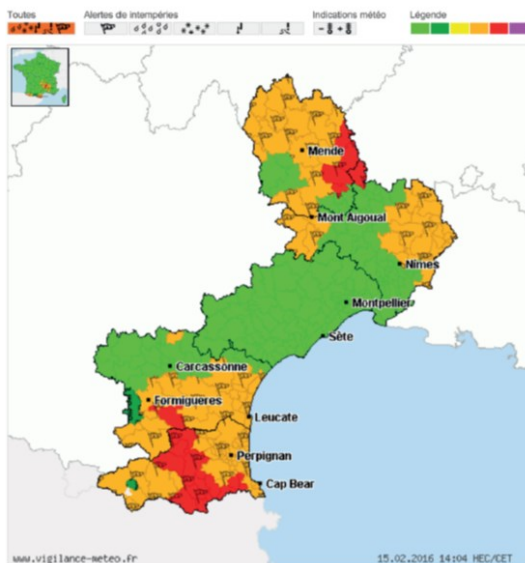 Toutes Alertes de intempéries Indications météo Légende
Mende
Mont Aigoual
Nimes
Montpellier
Sète
Carcassonne
Formiguères
Leucate
Perpignan
Cap Bear
www.vigilance-meteo.fr 15.02.2016 14:04 HEC/CET